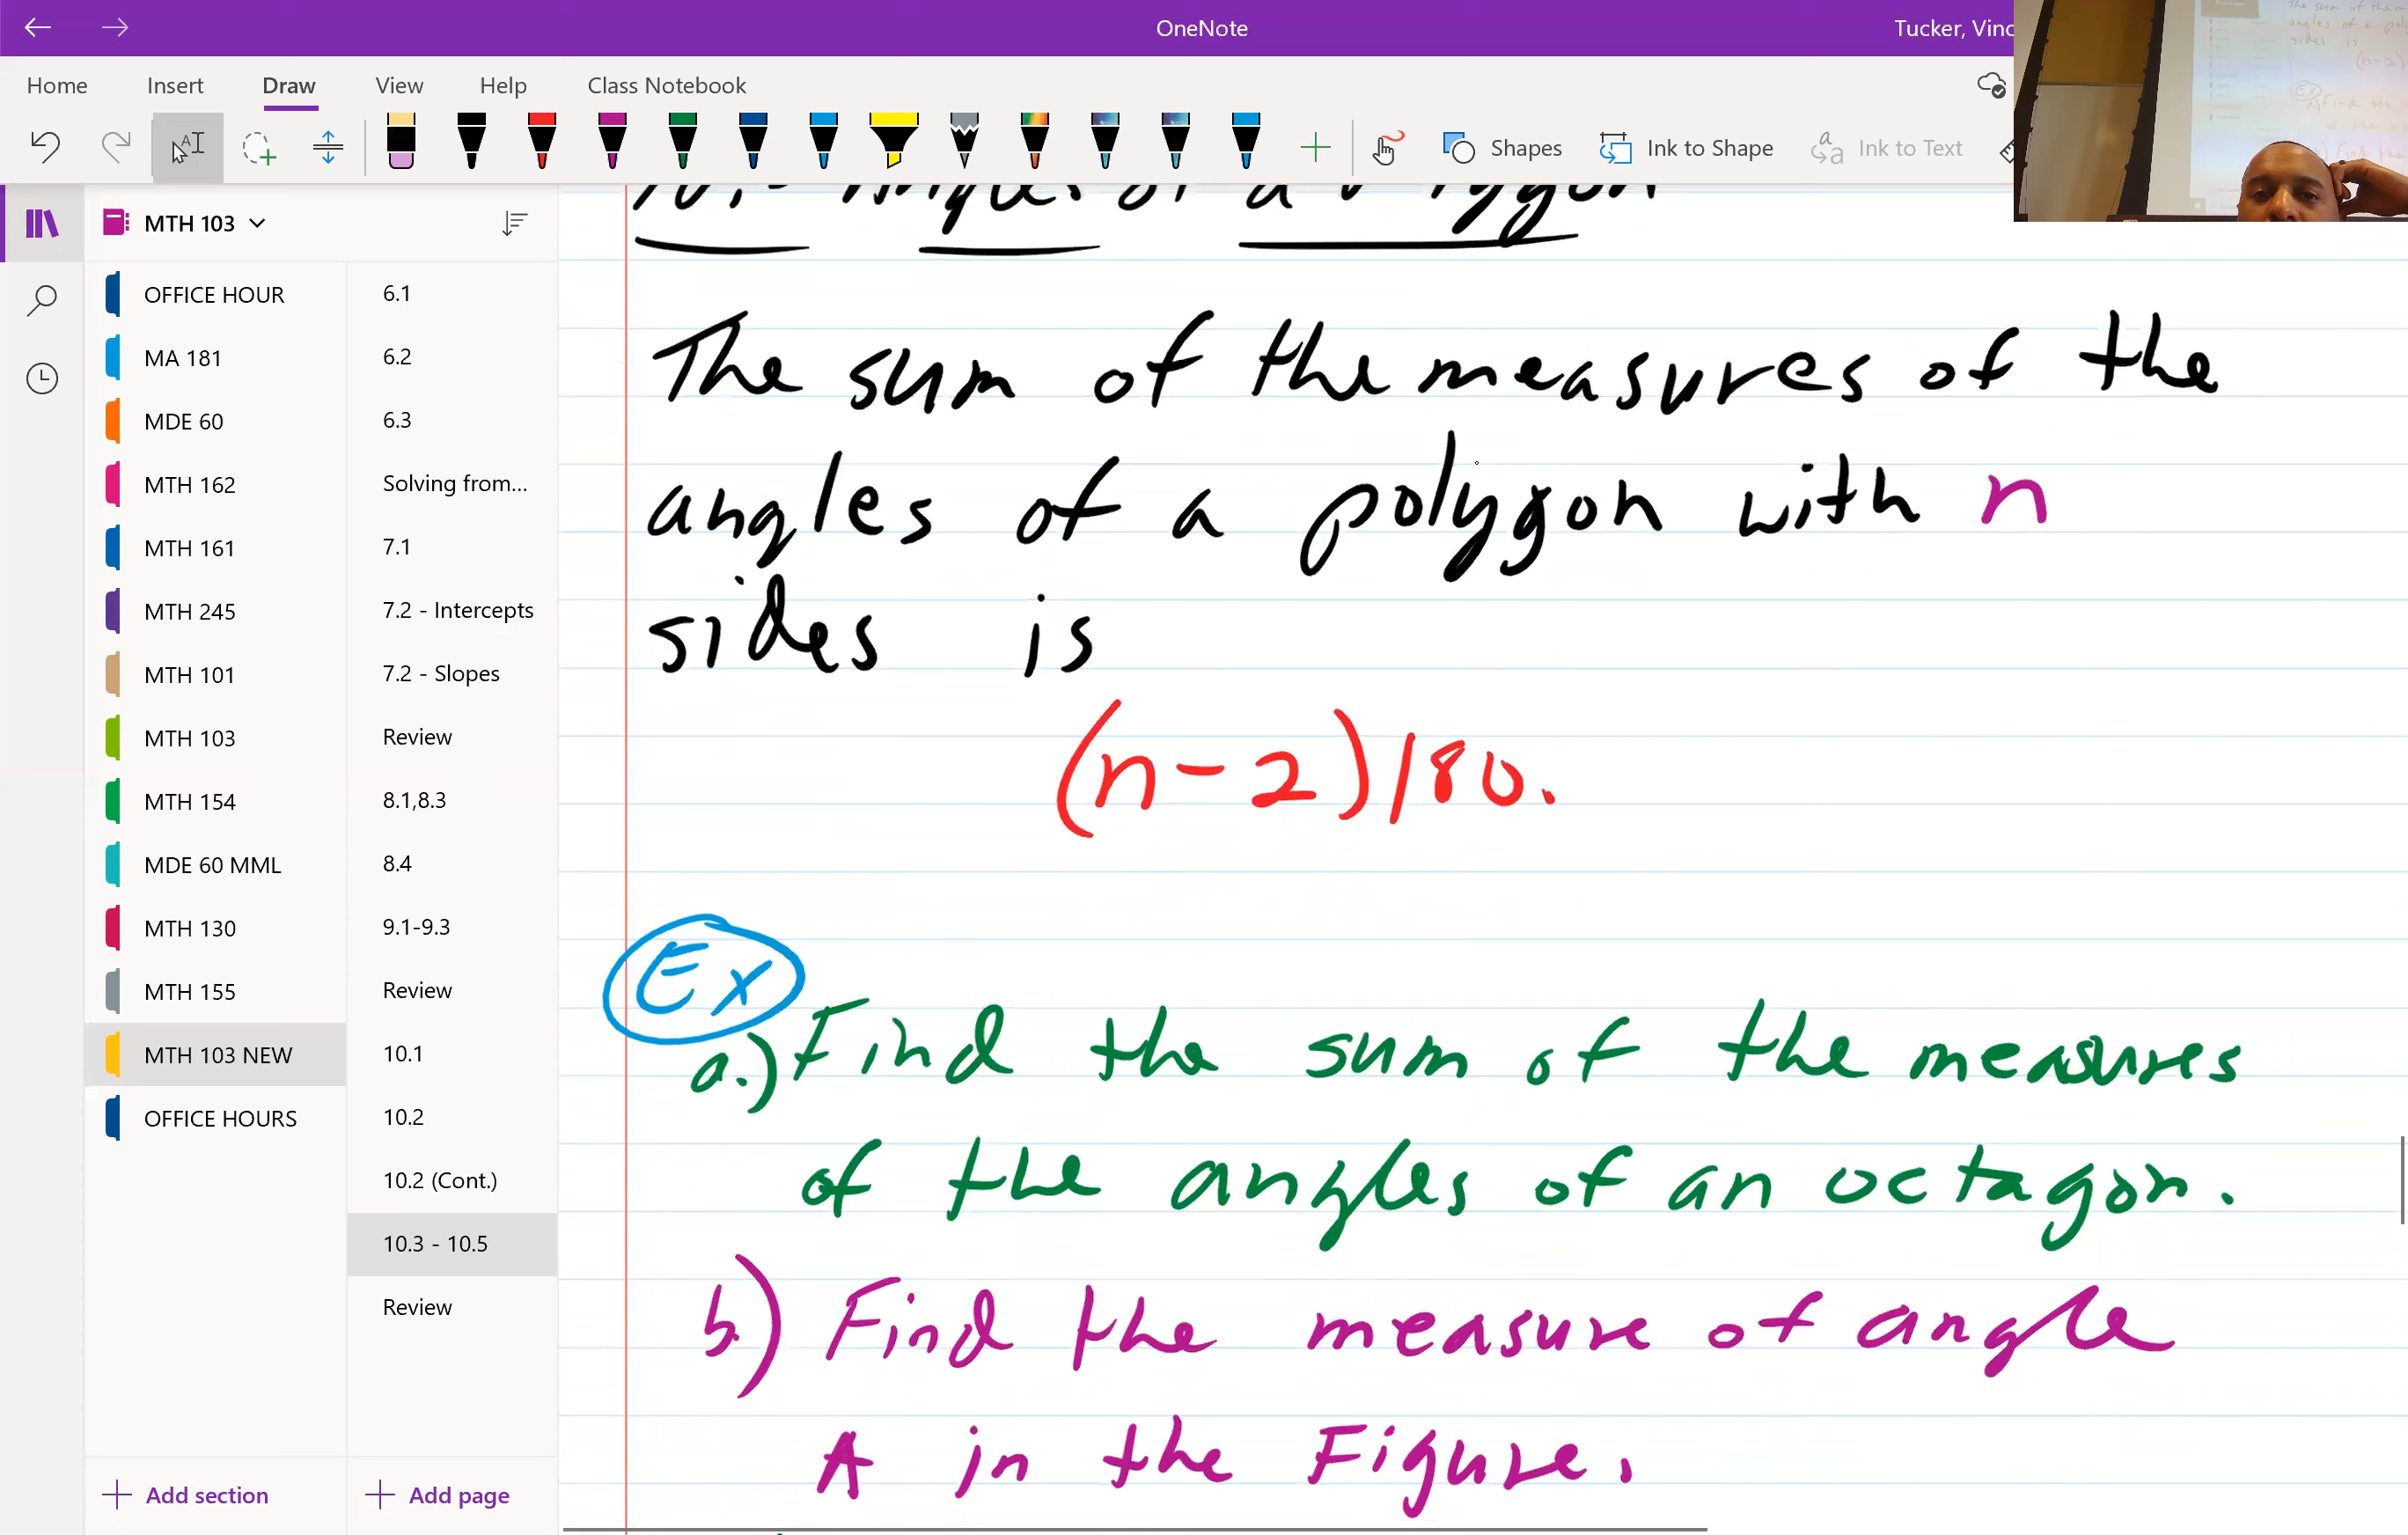 OneNote
Tucker, Vinc
Home Insert Draw View Help Class Notebook
Shapes Ink to Shape Ink to Text
MTH 103
OFFICE HOUR
MA 181
MDE 60
MTH 162
MTH 161
MTH 245
MTH 101
MTH 103
MTH 154
MDE 60 MML
MTH 130
MTH 155
MTH 103 NEW
OFFICE HOURS
Add section
6.1
6.2
6.3
Solving from...
7.1
7.2 - Intercepts
7.2 - Slopes
Review
8.1,8.3
8.4
9.1-9.3
Review
10.1
10.2
10.2 (Cont.)
10.3 - 10.5
Review
Add page
Angles of a Polygon
The sum of the measures of the
angles of a polygon with n
sides is
(n-2)180.
Ex
a.) Find the sum of the measures
of the angles of an octagon.
b.) Find the measure of angle
A in the Figure.